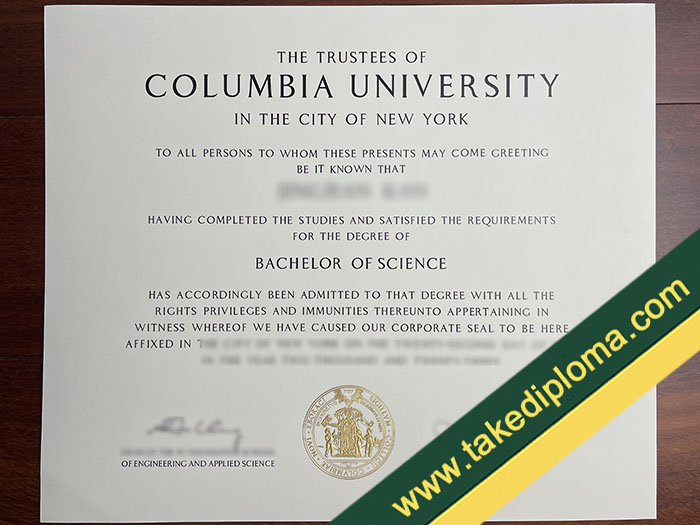 THE TRUSTEES OF
COLUMBIA UNIVERSITY
IN THE CITY OF NEW YORK
TO ALL PERSONS TO WHOM THESE PRESENTS MAY COME GREETING
BE IT KNOWN THAT
HAVING COMPLETED THE STUDIES AND SATISFIED THE REQUIREMENTS
FOR THE DEGREE OF
BACHELOR OF SCIENCE
HAS ACCORDINGLY BEEN ADMITTED TO THAT DEGREE WITH ALL THE
RIGHTS PRIVILEGES AND IMMUNITIES THEREUNTO APPERTAINING IN
WITNESS WHEREOF WE HAVE CAUSED OUR CORPORATE SEAL TO BE HERE
AFFIXED IN
OF ENGINEERING AND APPLIED SCIENCE
www.takediploma.com